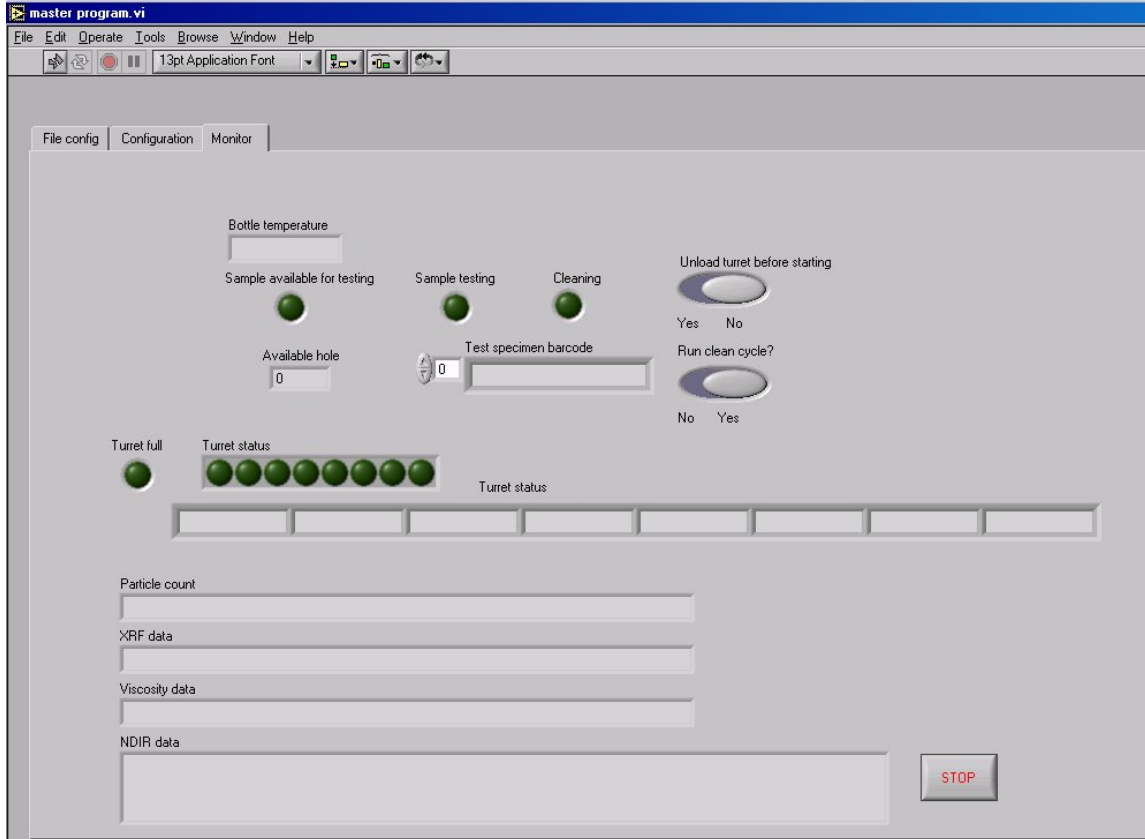 master program.vi
File Edit Operate Tools Browse Window Help
13pt Application Font
File config Configuration Monitor
Bottle temperature
Unload turret before starting
Sample available for testing Sample testing Cleaning
Yes No
Test specimen barcode Run clean cycle?
Available hole
0 0
No Yes
Turret full Turret status
Turret status
Particle count
XRF data
Viscosity data
NDIR data
STOP